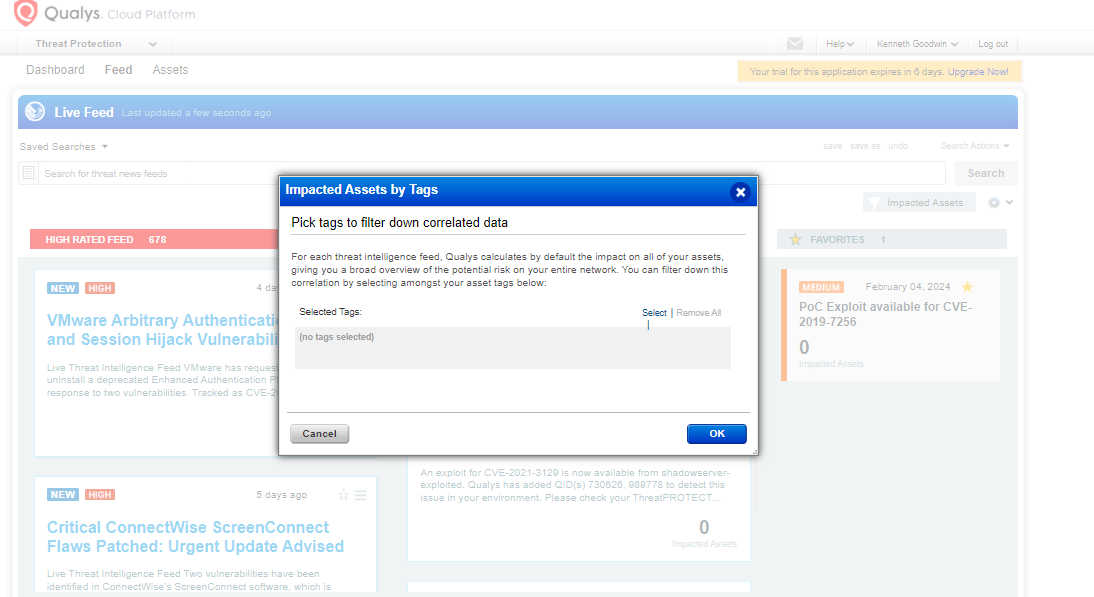 Qualys. Cloud Platform
Threat Protection
Help
Kenneth Goodwin
Log out
Dashboard Feed Assets
Your trial for this application expires in 6 days. Upgrade Now!
Live Feed Last updated a few seconds ago
Saved Searches
save save as undo
Search Actions
Search for threat news feeds
Search
Impacted Assets
HIGH RATED FEED 678
FAVORITES 1
Impacted Assets by Tags
Pick tags to filter down correlated data
For each threat intelligence feed, Qualys calculates by default the impact on all of your assets,
giving you a broad overview of the potential risk on your entire network. You can filter down this
correlation by selecting amongst your asset tags below:
Selected Tags:
Select | Remove All
(no tags selected)
Cancel
OK
NEW HIGH
VMware Arbitrary
and Session Hijack
Live Threat Intelligence Feed VMware has
uninstall a deprecated Enhanced Authentication
response to two vulnerabilities. Tracked as
NEW HIGH 5 days ago
Critical ConnectWise ScreenConnect
Flaws Patched: Urgent Update Advised
Live Threat Intelligence Feed Two vulnerabilities have been
identified in ConnectWise's ScreenConnect software, which is
An exploit for CVE-2021-3129 is now available from shadowserver-
exploited. Qualys has added QID(s) 730626, 989778 to detect this
issue in your environment. Please check your ThreatPROTECT...
0
Impacted Assets
MEDIUM February 04, 2024
PoC Exploit available for CVE-
2019-7256
0
Impacted Assets